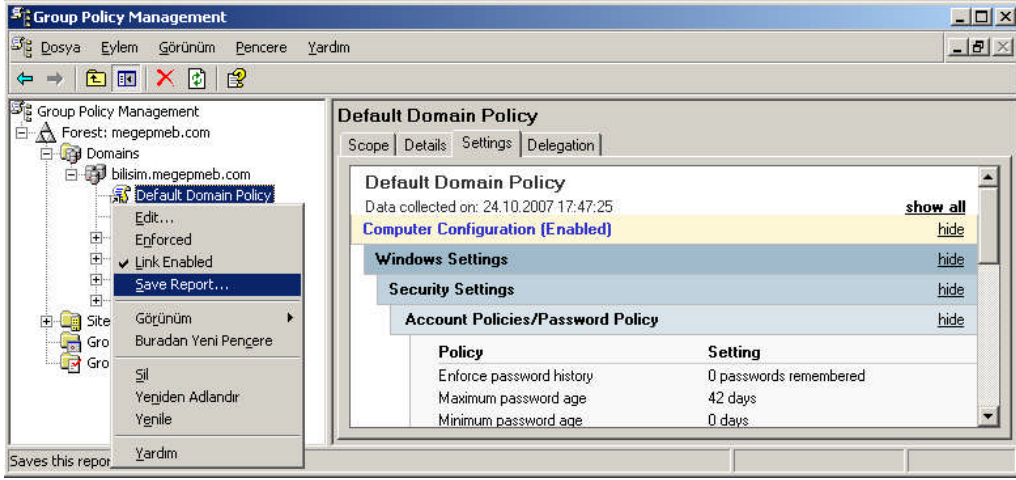 Group Policy Management
Dosya Eylem Görünüm Pencere Yardım
Group Policy Management
Forest: megepmeb.com
Domains
bilisim.megepmeb.com
Default Domain Policy
Edit...
Enforced
Link Enabled
Save Report...
Görünüm
Buradan Yeni Pencere
Sil
Yeniden Adlandır
Yenile
Yardım
Site
Gro
Gro
Default Domain Policy
Scope Details Settings Delegation
Default Domain Policy
Data collected on: 24.10.2007 17:47:25 show all
Computer Configuration (Enabled) hide
Windows Settings hide
Security Settings hide
Account Policies/Password Policy hide
Policy Setting
Enforce password history 0 passwords remembered
Maximum password age 42 days
Minimum password age 0 days
Saves this repor